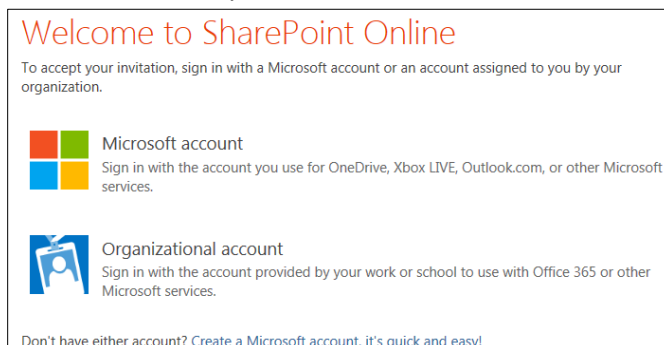 Welcome to SharePoint Online
To accept your invitation, sign in with a Microsoft account or an account assigned to you by your
organization.
Microsoft account
Sign in with the account you use for OneDrive, Xbox LIVE, Outlook.com, or other Microsoft
services.
Organizational account
Sign in with the account provided by your work or school to use with Office 365 or other
Microsoft services.
Don't have either account? Create a Microsoft account, it's quick and easy!